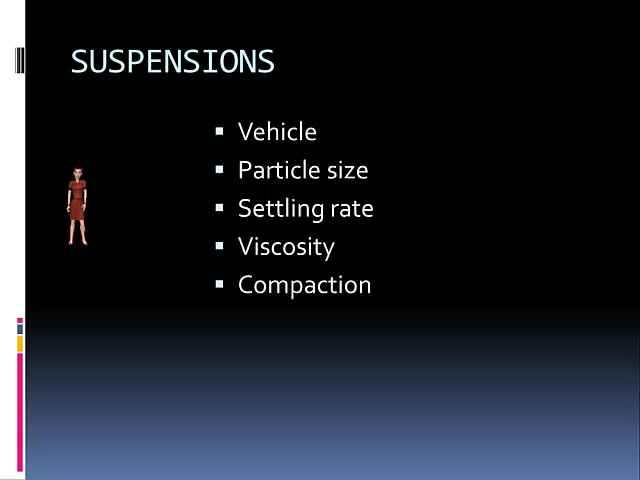 SUSPENSIONS
Vehicle
Particle size
Settling rate
Viscosity
Compaction